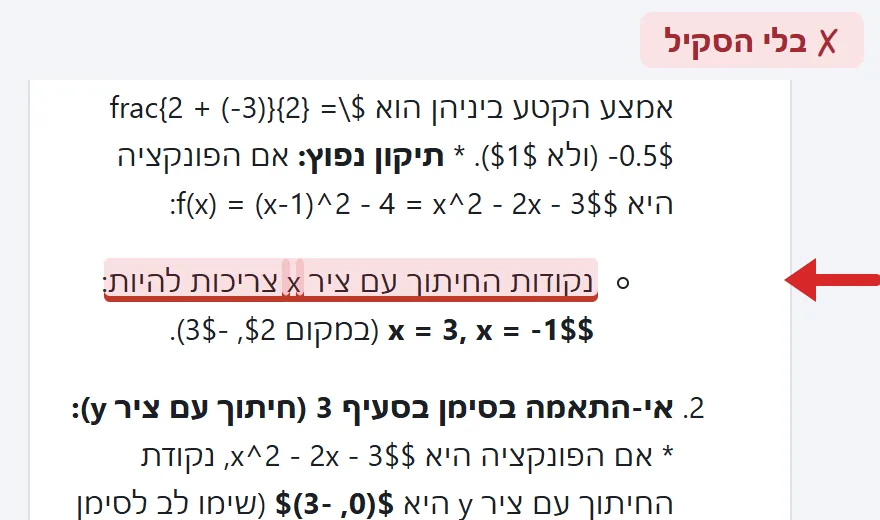 ✗ בלי הסקיל
אמצע הקטע ביניהן הוא $\frac{2 + (-3)}{2} =
-0.5$ (ולא $1$). * תיקון נפוץ: אם הפונקציה
היא $f(x) = (x-1)^2 - 4 = x^2 - 2x - 3$:
נקודות החיתוך עם ציר x צריכות להיות:
$x = 3, x = -1$ (במקום $2, -3$).
2. אי-התאמה בסימן בסעיף 3 (חיתוך עם ציר y):
* אם הפונקציה היא $x^2 - 2x - 3$, נקודת
החיתוך עם ציר y היא $(0, -3)$ (שימו לב לסימן